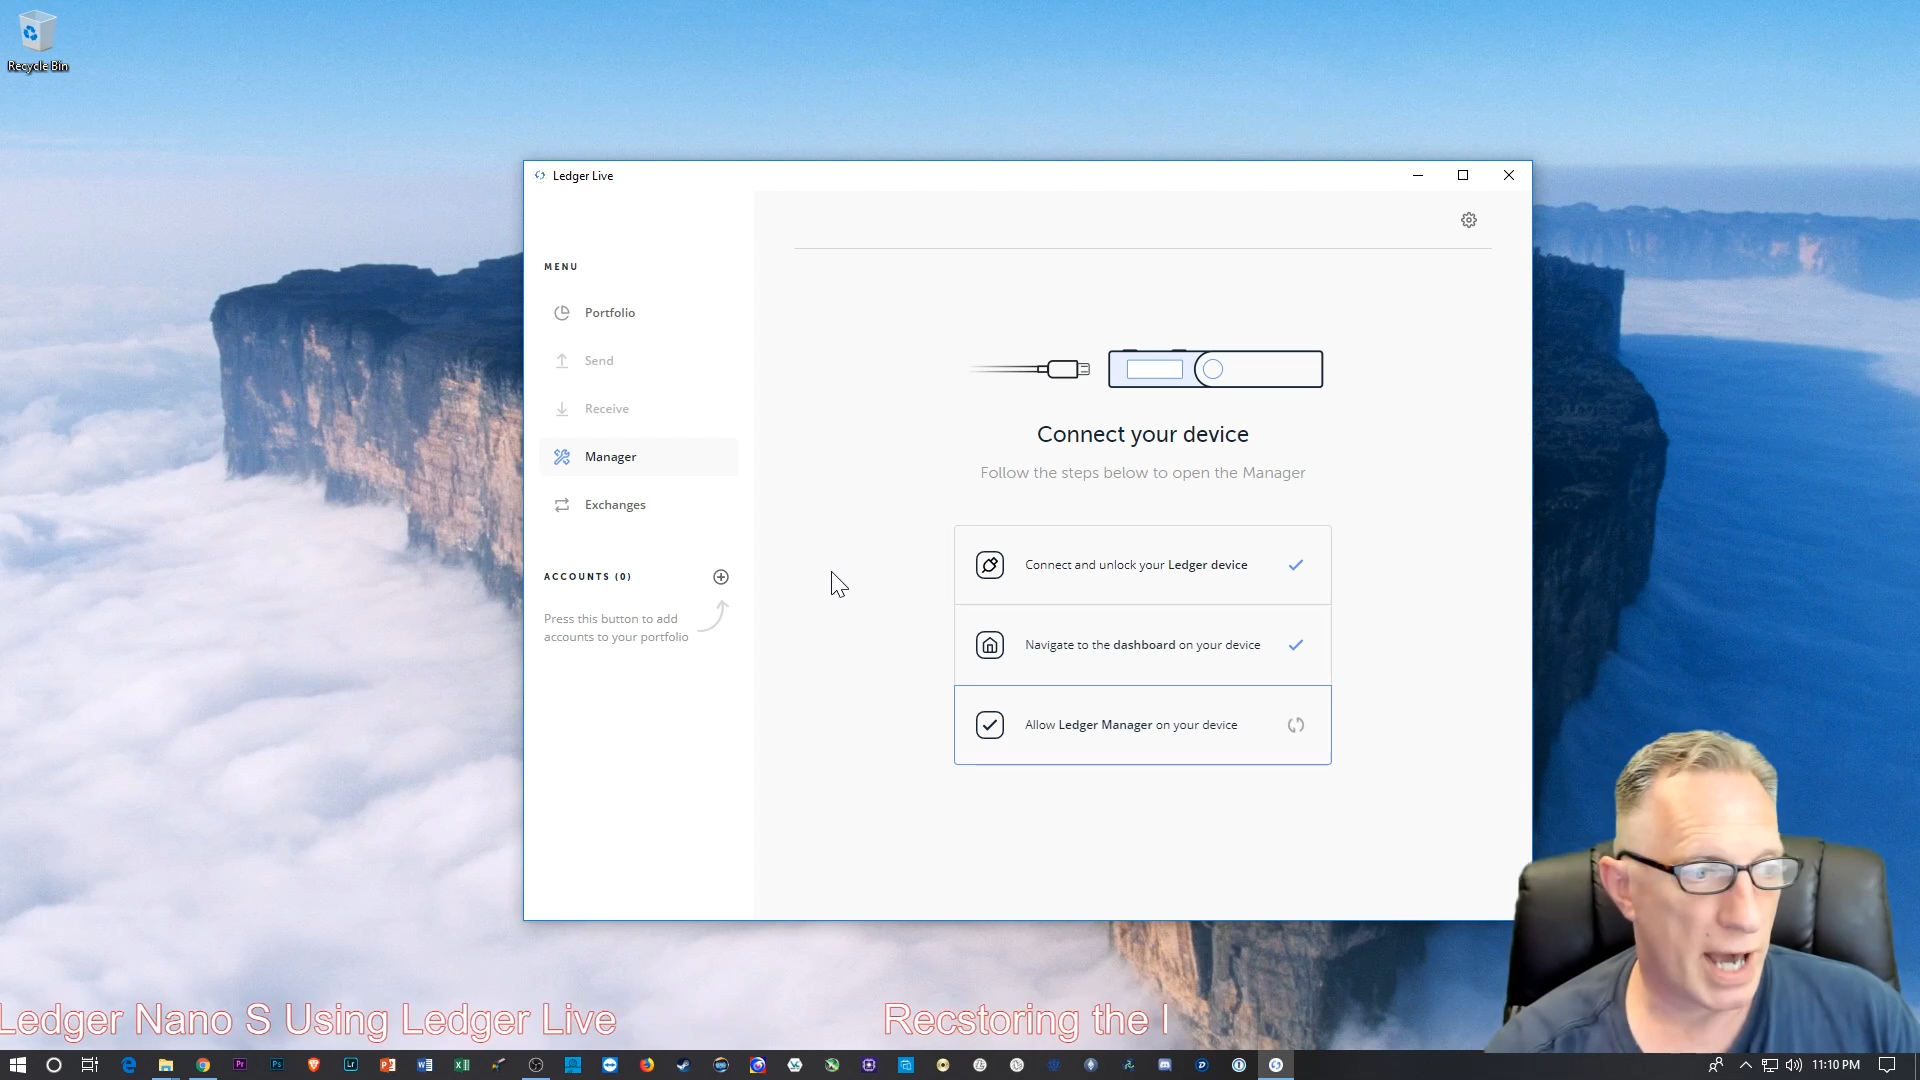 Recycle Bin
Ledger Live
MENU
Portfolio
Send
Receive
Manager
Exchanges
ACCOUNTS (0)
Press this button to add
accounts to your portfolio
Connect your device
Follow the steps below to open the Manager
Connect and unlock your Ledger device
Navigate to the dashboard on your device
Allow Ledger Manager on your device
Ledger Nano S Using Ledger Live
Recstoring the l
11:10 PM